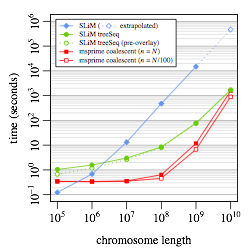 SLiM ( extrapolated)
SLiM treeSeq
SLiM treeSeq (pre-overlay)
msprime coalescent (n = N)
msprime coalescent (n = N/100)
10^6
10^5
10^4
10^3
10^2
10^1
10^0
10^-1
time (seconds)
10^5 10^6 10^7 10^8 10^9 10^10
chromosome length